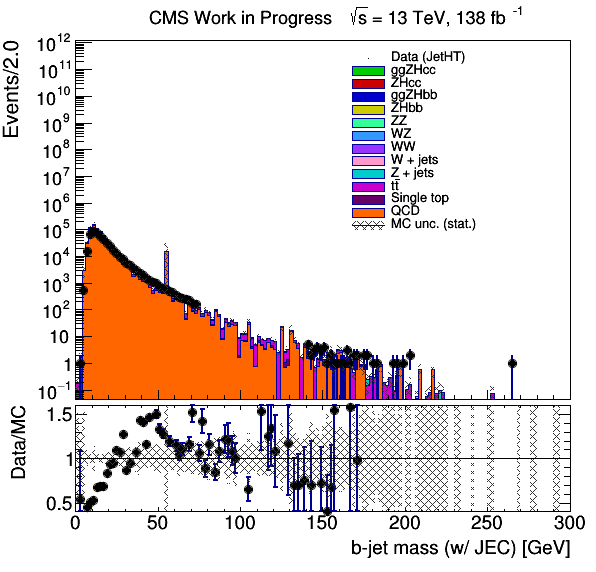 CMS Work in Progress √s = 13 TeV, 138 fb⁻¹
Events/2.0
10¹²
10¹¹
10¹⁰
10⁹
10⁸
10⁷
10⁶
10⁵
10⁴
10³
10²
10
1
10⁻¹
Data (JetHT)
ggZHcc
ZHcc
ggZHbb
ZHbb
ZZ
WZ
WW
W + jets
Z + jets
tt̄
Single top
QCD
MC unc. (stat.)
Data/MC
1.5
1
0.5
0 50 100 150 200 250 300
b-jet mass (w/ JEC) [GeV]